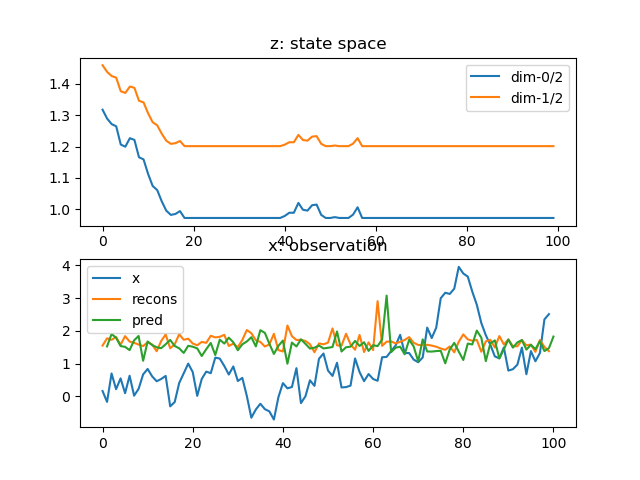 z: state space
1.4
1.3
1.2
1.1
1.0
dim-0/2
dim-1/2
0 20 40 60 80 100
x: observation
4
3
2
1
0
x
recons
pred
0 20 40 60 80 100